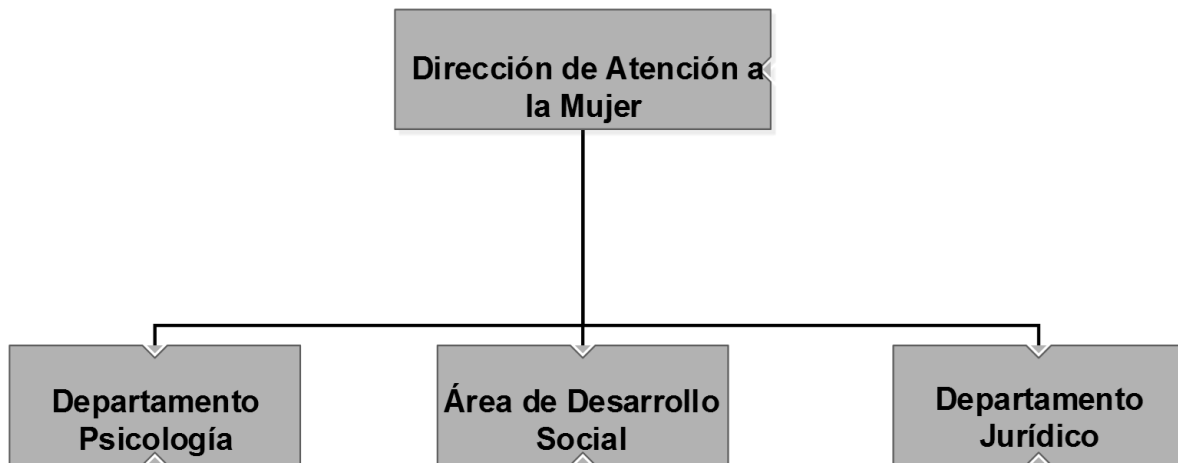 Dirección de Atención a
la Mujer
Departamento
Psicología
Área de Desarrollo
Social
Departamento
Jurídico